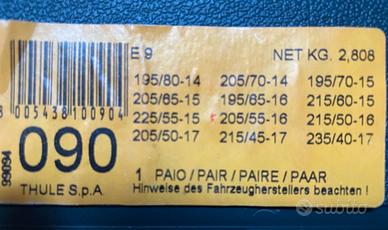 E 9 NET KG. 2,808
195/80-14 205/70-14 195/70-15
205/65-15 195/65-16 215/60-15
225/55-15 205/55-16 215/50-16
205/50-17 215/45-17 235/40-17
8 005438 100904
99094
090
THULE S.p.A
1 PAIO / PAIR / PAIRE / PAAR
Hinweise des Fahrzeugherstellers beachten !
subito